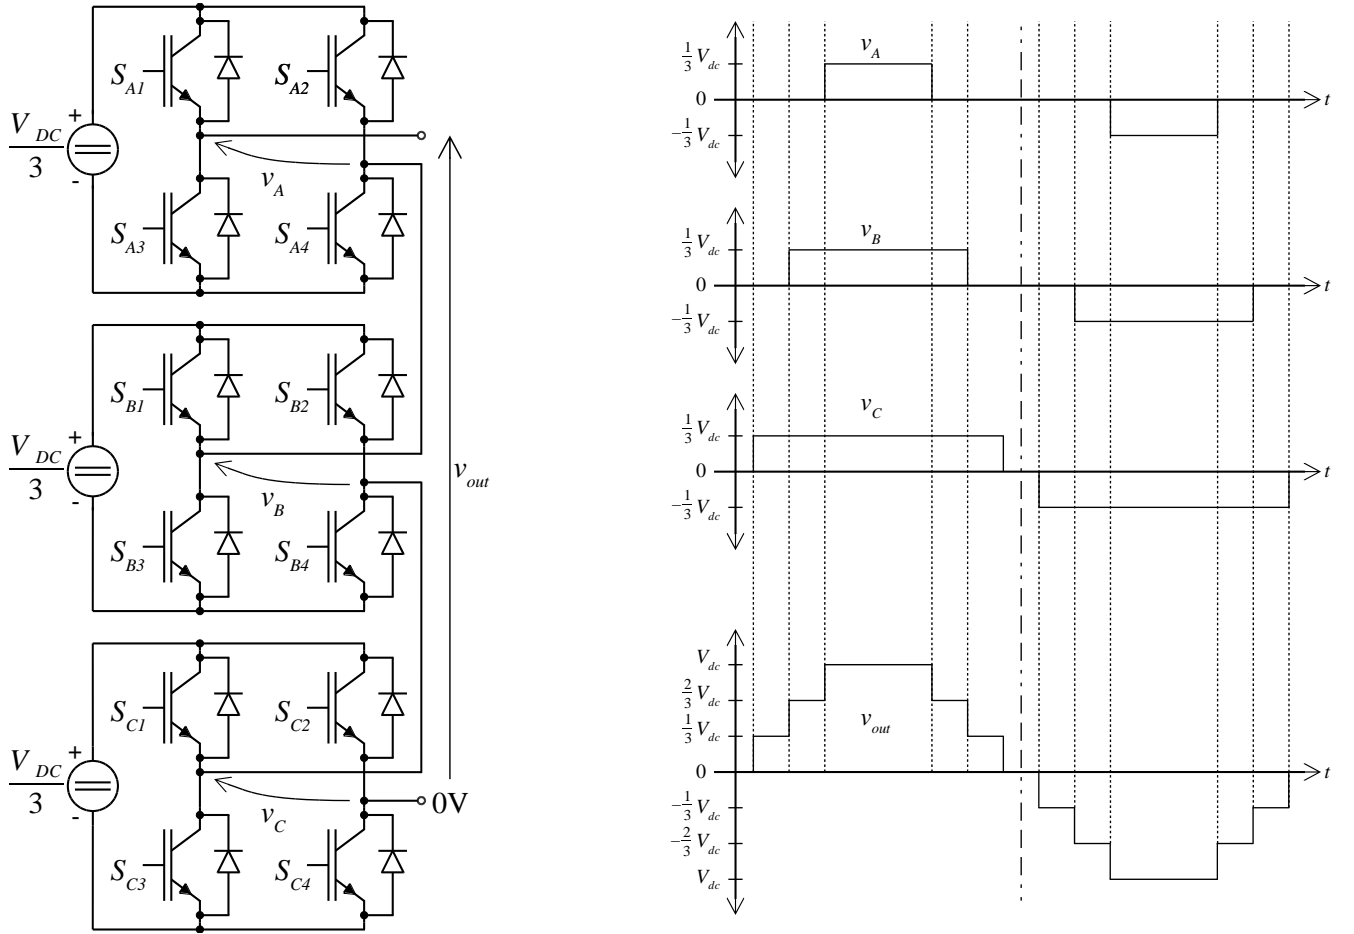 S_A1
S_A2
V_DC/3
+
-
v_A
S_A3
S_A4
S_B1
S_B2
V_DC/3
+
-
v_B
v_out
S_B3
S_B4
S_C1
S_C2
V_DC/3
+
-
0V
v_C
S_C3
S_C4
v_A
1/3 V_dc
0
t
-1/3 V_dc
v_B
1/3 V_dc
0
t
-1/3 V_dc
v_C
1/3 V_dc
0
t
-1/3 V_dc
V_dc
2/3 V_dc
1/3 V_dc
v_out
0
t
-1/3 V_dc
-2/3 V_dc
V_dc